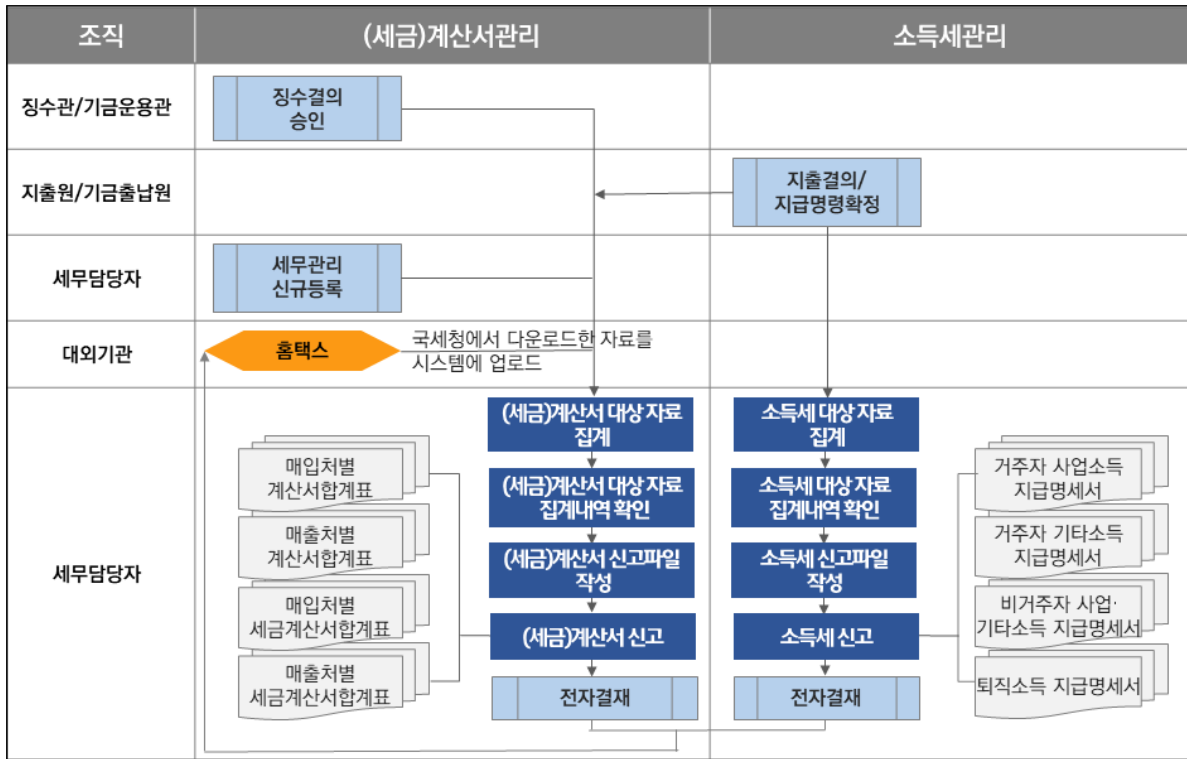 조직
(세금)계산서관리
소득세관리
징수관/기금운용관
징수결의
승인
지출원/기금출납원
지출결의/
지급명령확정
세무담당자
세무관리
신규등록
대외기관
홈택스
국세청에서 다운로드한 자료를
시스템에 업로드
세무담당자
매입처별
계산서합계표
매출처별
계산서합계표
매입처별
세금계산서합계표
매출처별
세금계산서합계표
(세금)계산서 대상 자료
집계
(세금)계산서 대상 자료
집계내역 확인
(세금)계산서 신고파일
작성
(세금)계산서 신고
전자결재
소득세 대상 자료
집계
소득세 대상 자료
집계내역 확인
소득세 신고파일
작성
소득세 신고
전자결재
거주자 사업소득
지급명세서
거주자 기타소득
지급명세서
비거주자 사업·
기타소득 지급명세서
퇴직소득 지급명세서